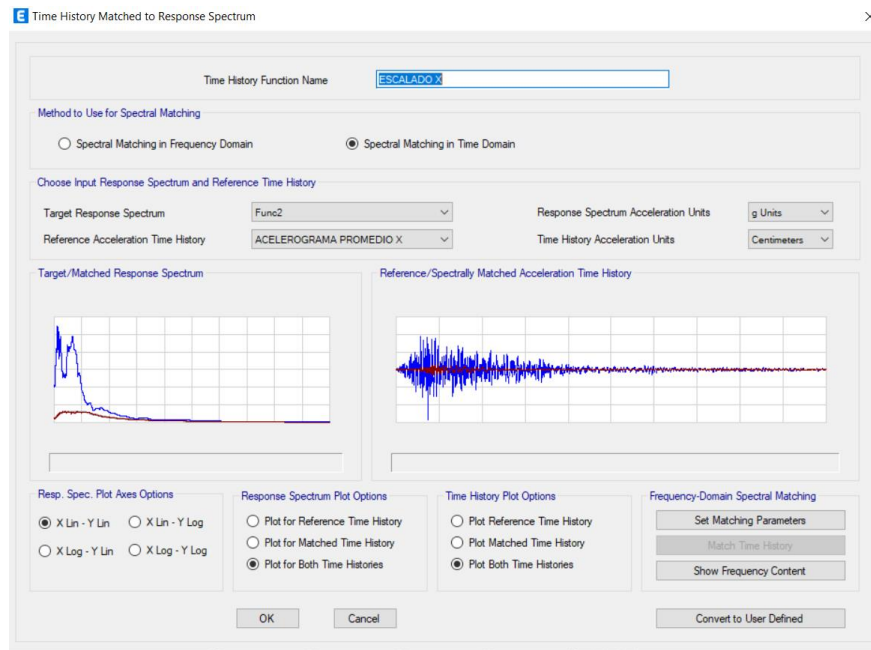 E Time History Matched to Response Spectrum
Time History Function Name ESCALADO X
Method to Use for Spectral Matching
Spectral Matching in Frequency Domain Spectral Matching in Time Domain
Choose Input Response Spectrum and Reference Time History
Target Response Spectrum Func2 Response Spectrum Acceleration Units g Units
Reference Acceleration Time History ACELEROGRAMA PROMEDIO X Time History Acceleration Units Centimeters
Target/Matched Response Spectrum Reference/Spectrally Matched Acceleration Time History
Resp. Spec. Plot Axes Options
X Lin - Y Lin X Lin - Y Log
X Log - Y Lin X Log - Y Log
Response Spectrum Plot Options
Plot for Reference Time History
Plot for Matched Time History
Plot for Both Time Histories
Time History Plot Options
Plot Reference Time History
Plot Matched Time History
Plot Both Time Histories
Frequency-Domain Spectral Matching
Set Matching Parameters
Match Time History
Show Frequency Content
OK Cancel Convert to User Defined